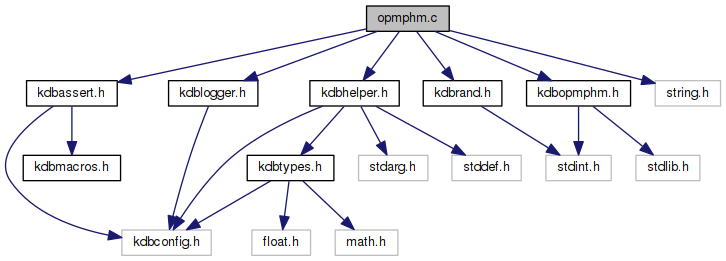 opmphm.c
kdbassert.h
kdblogger.h
kdbhelper.h
kdbrand.h
kdbopmphm.h
string.h
kdbmacros.h
kdbtypes.h
stdarg.h
stddef.h
stdint.h
stdlib.h
kdbconfig.h
float.h
math.h